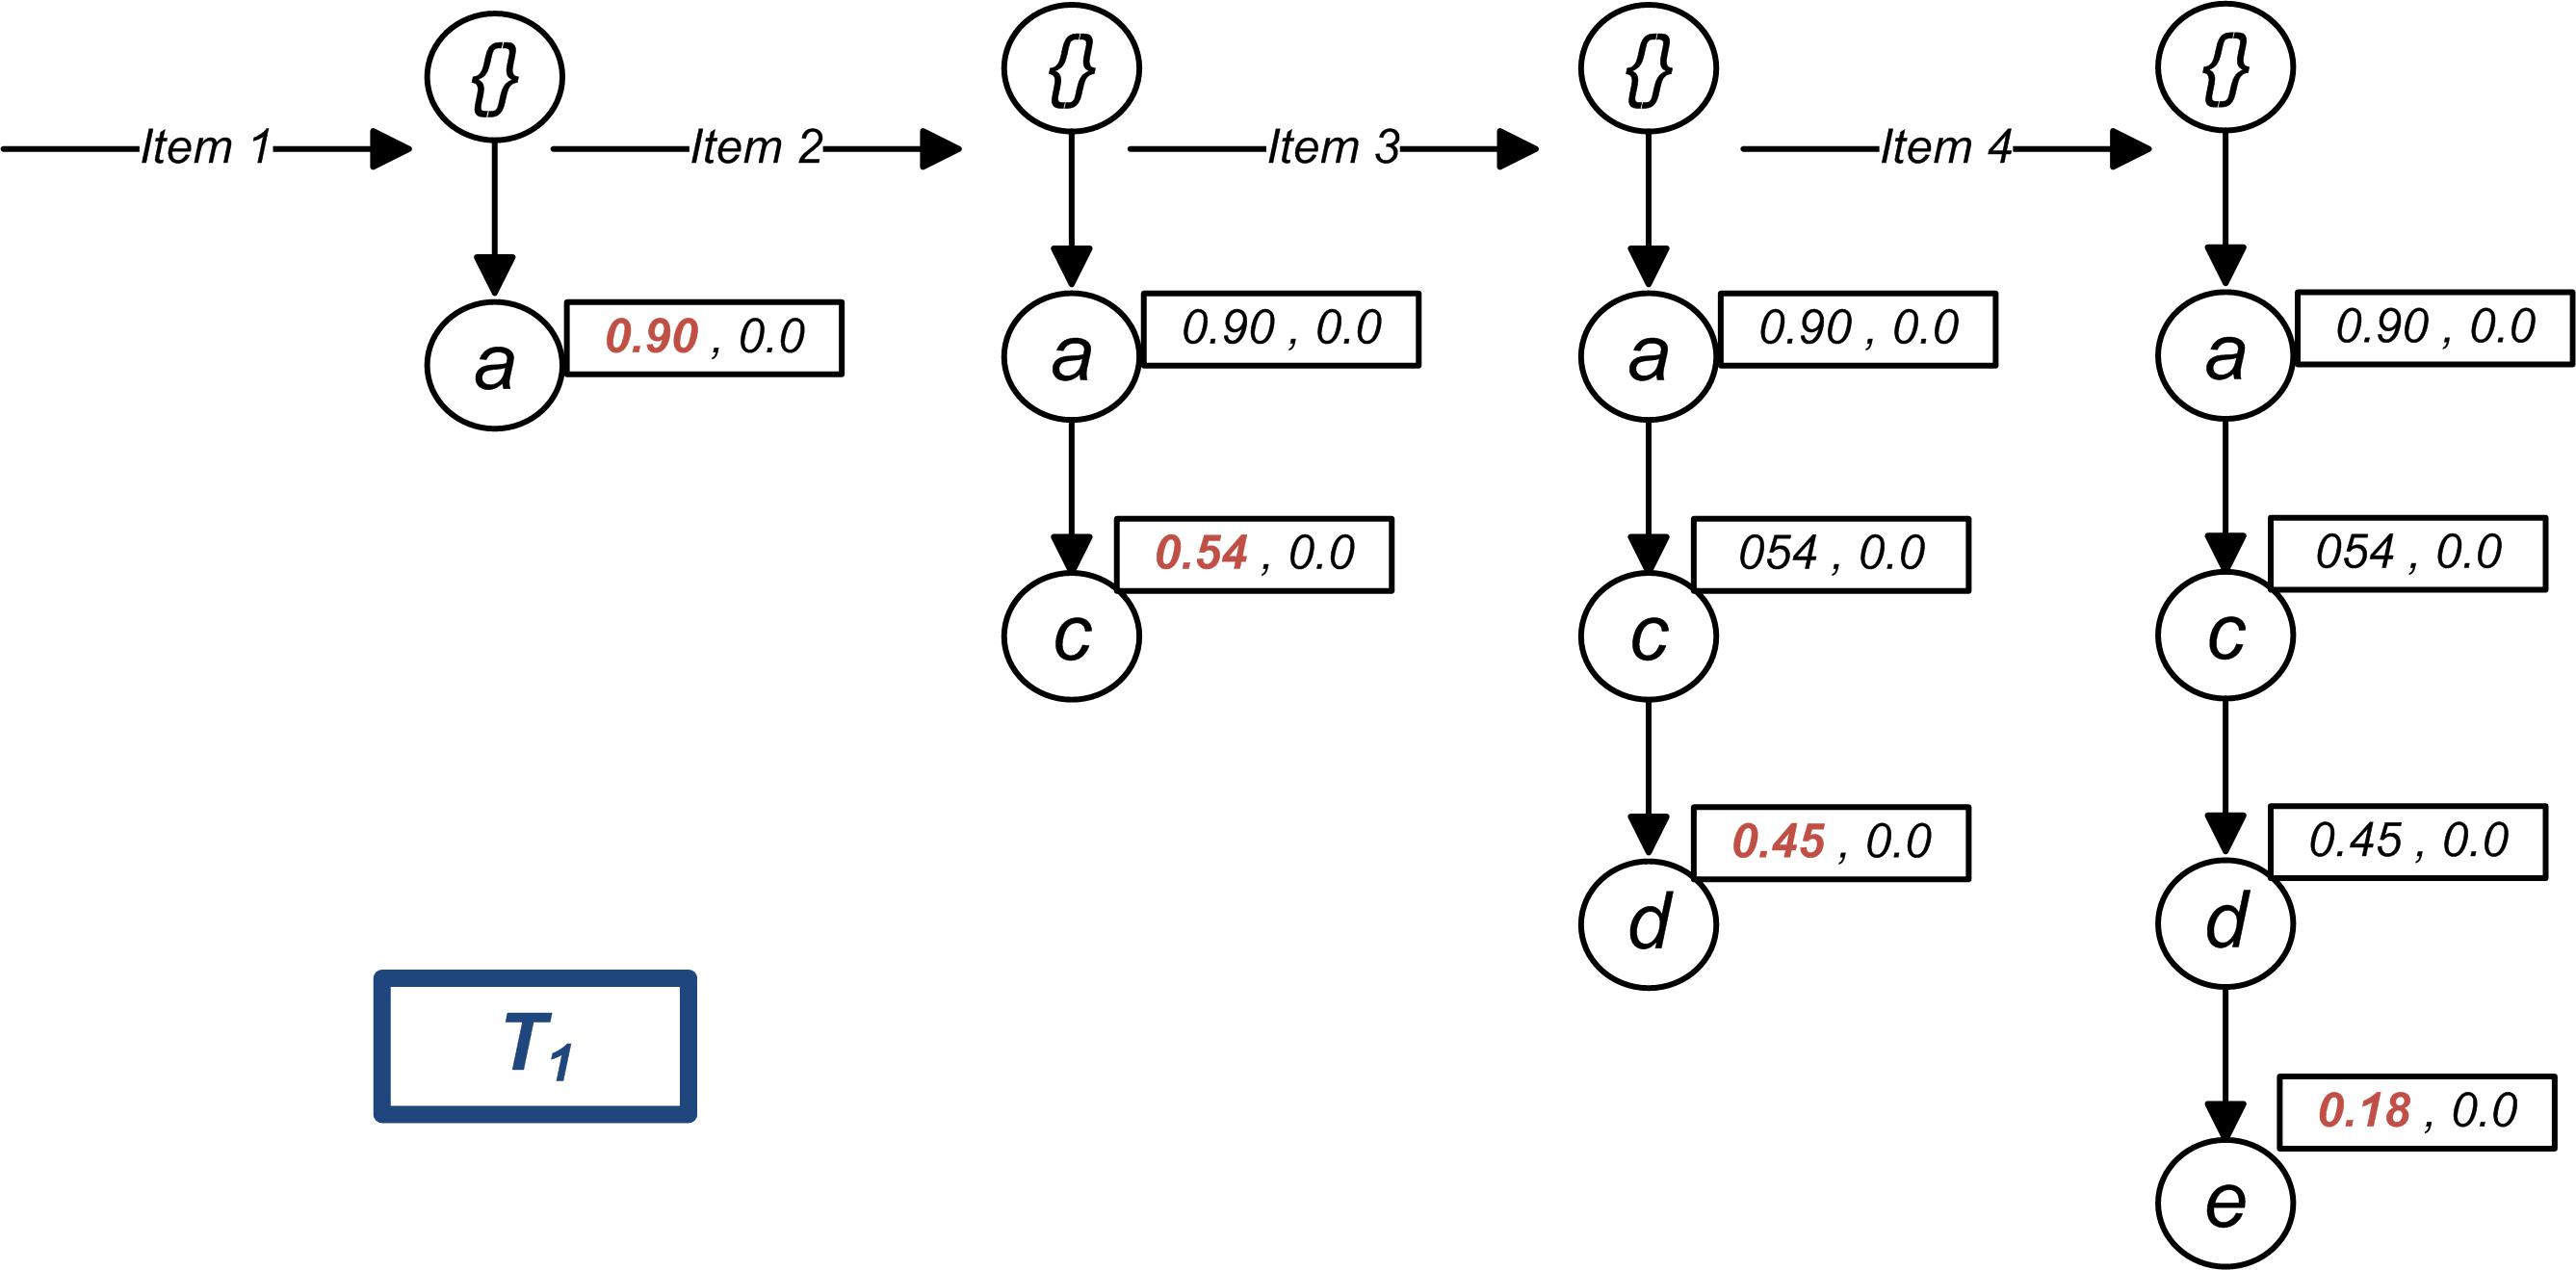 {} {} {} {}
Item 1 Item 2 Item 3 Item 4
a 0.90 , 0.0 a 0.90 , 0.0 a 0.90 , 0.0 a 0.90 , 0.0
0.54 , 0.0 054 , 0.0 054 , 0.0
c c c
0.45 , 0.0 0.45 , 0.0
d d
T1
0.18 , 0.0
e